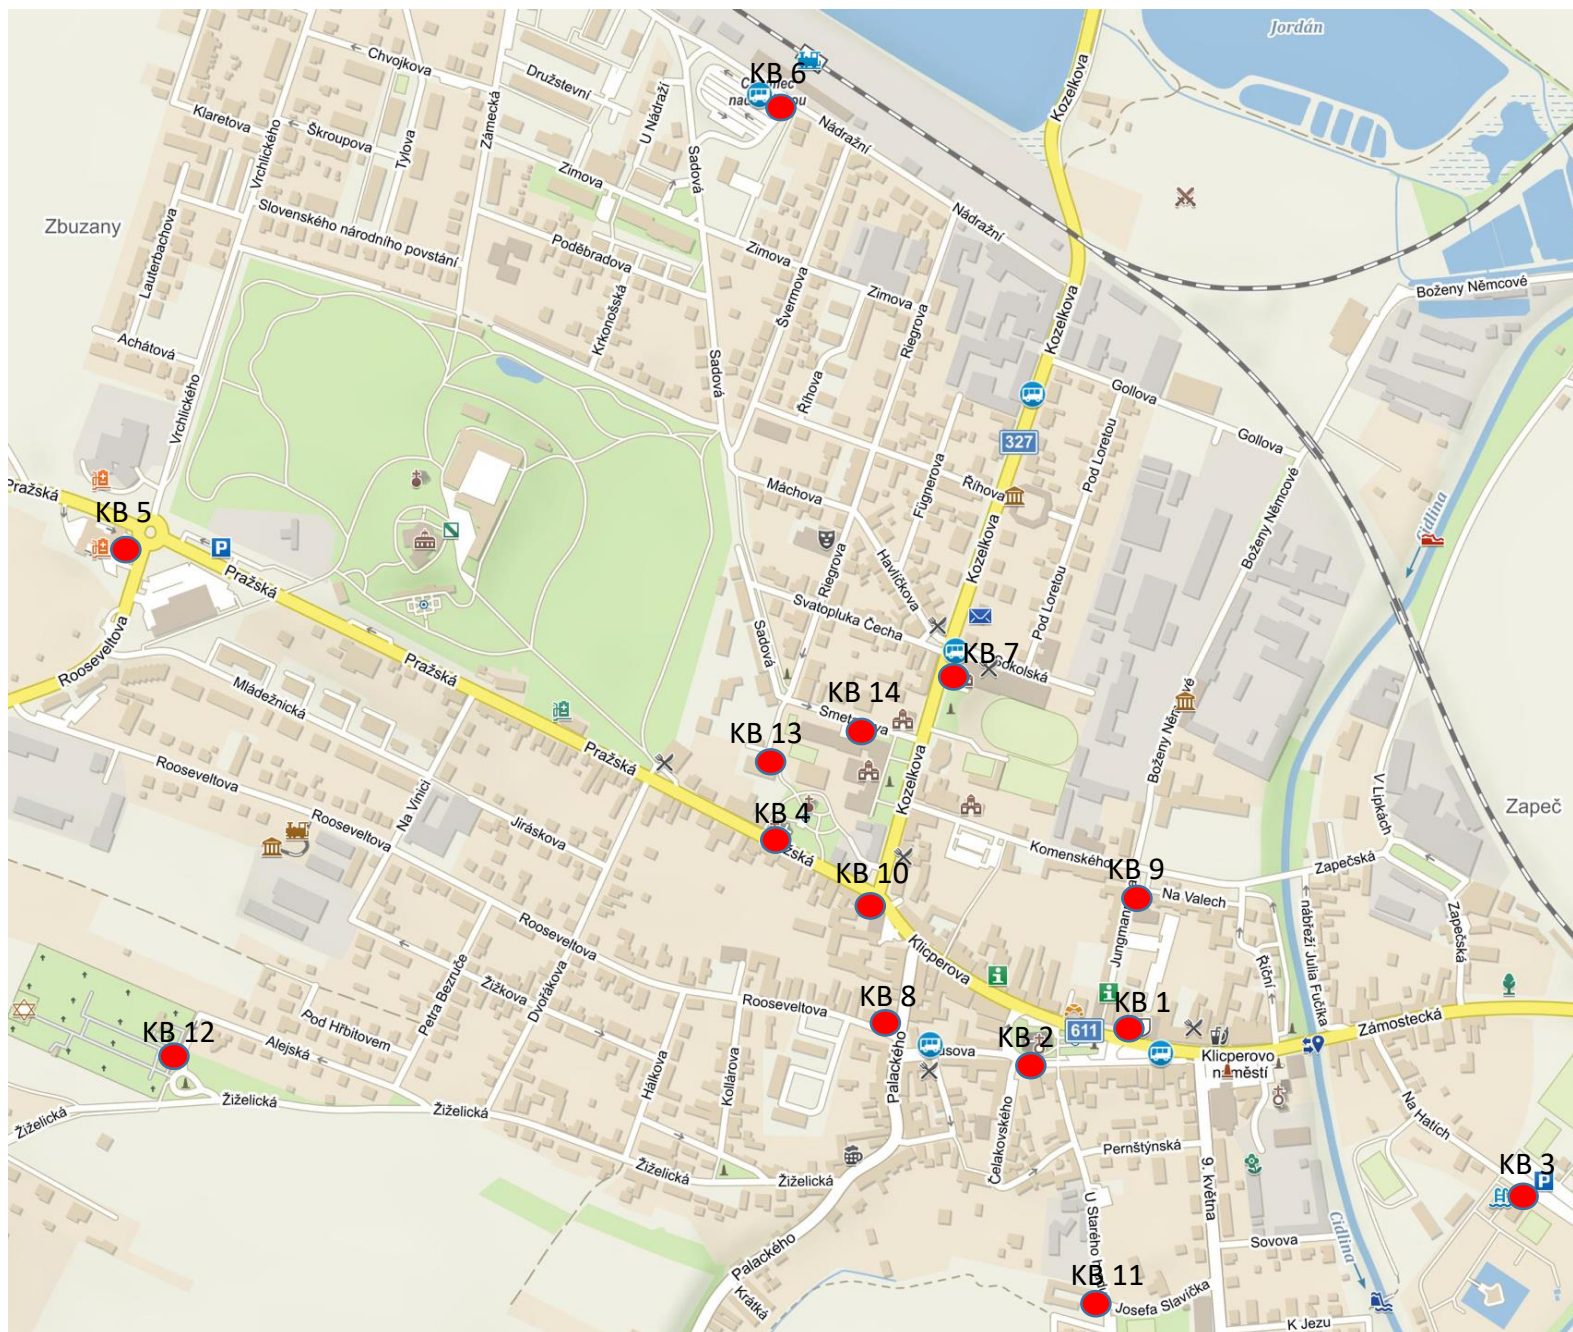 Jordán
Chvojkova
Družstevní
KB 6
Kozelkova
Klaretova
Škroupova
Tylova
Zámecká
U Nádraží
Sadová
Nádražní
Vrchlického
Zimova
Zbuzany
Lauterbachova
Slovenského národního povstání
Poděbradova
Nádražní
Zimova
Zimova
Krkonošská
Švermova
Riegrova
Kozelkova
Boženy Němcové
Achátová
Vrchlického
Sadová
Říhova
Gollova
327
Gollova
Pod Loretou
Fügnerova
Říhova
Pražská
Máchova
KB 5
Cidlina
Kozelkova
Boženy Němcové
P
Riegrova
Havlíčkova
Pražská
Svatopluka Čecha
Pod Loretou
Rooseveltova
Sadová
KB 7
Sokolská
Pražská
Mládežnická
KB 14
Boženy Němcové
KB 13
Pražská
Rooseveltova
Na Vinici
Kozelkova
V Lipkách
Zapeč
Rooseveltova
Jiráskova
KB 4
Komenského
Zapečská
KB 10
KB 9
Na Valech
Rooseveltova
Klicperova
Říční
nábřeží Julia Fučíka
Zapečská
Petra Bezruče
Žižkova
Dvořákova
Rooseveltova
KB 8
KB 1
Pod Hřbitovem
KB 12
Alejská
KB 2
611
Zámostecká
Klicperovo
náměstí
Hálkova
Kollárova
Palackého
Žiželická
Žiželická
Žiželická
Čelakovského
Pernštýnská
Na Hatích
Žiželická
Žiželická
9. května
KB 3
P
Palackého
Cidlina
Sovova
KB 11
Krátká
Josefa Slavíčka
K Jezu